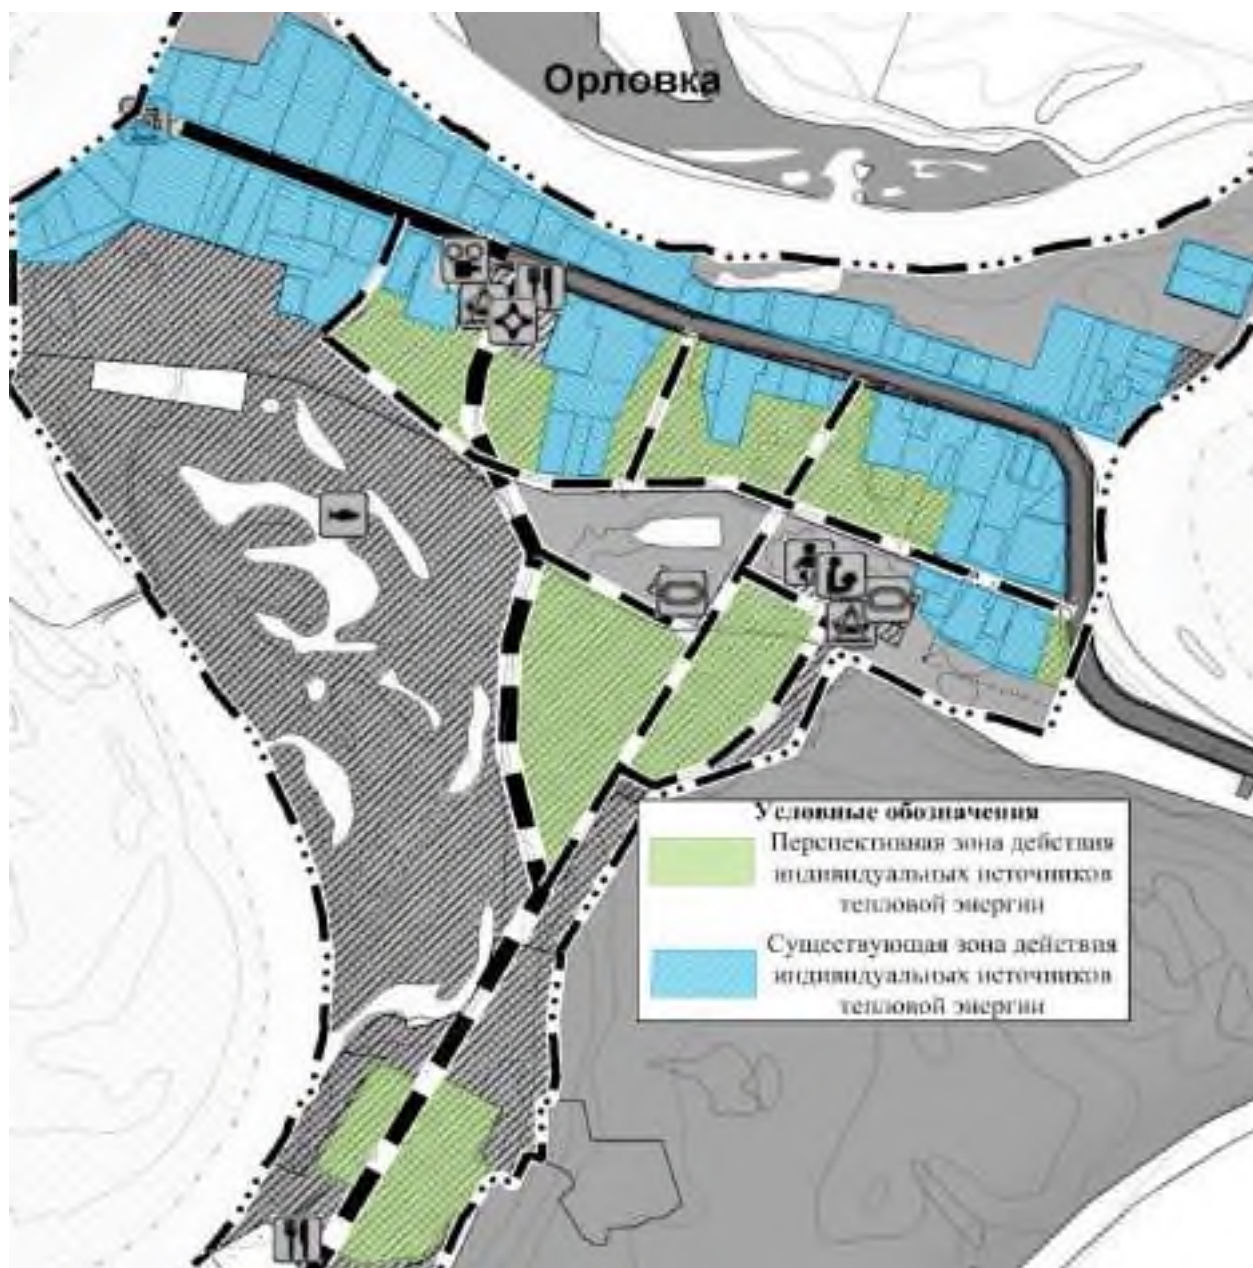 Орловка
Условные обозначения
Перспективная зона действия
индивидуальных источников
тепловой энергии
Существующая зона действия
индивидуальных источников
тепловой энергии